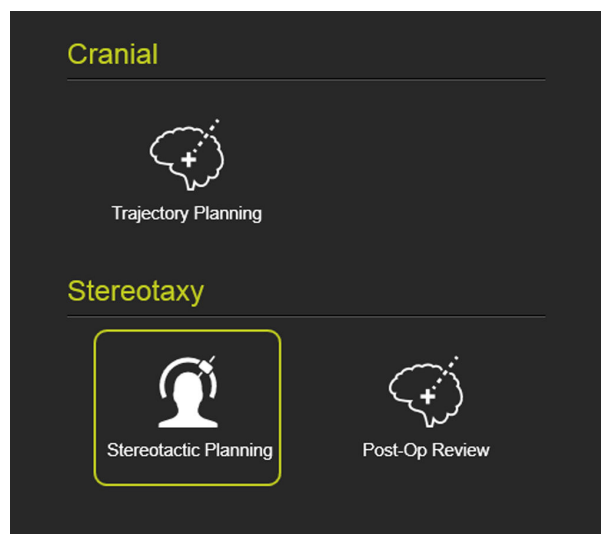 Cranial
Trajectory Planning
Stereotaxy
Stereotactic Planning
Post-Op Review